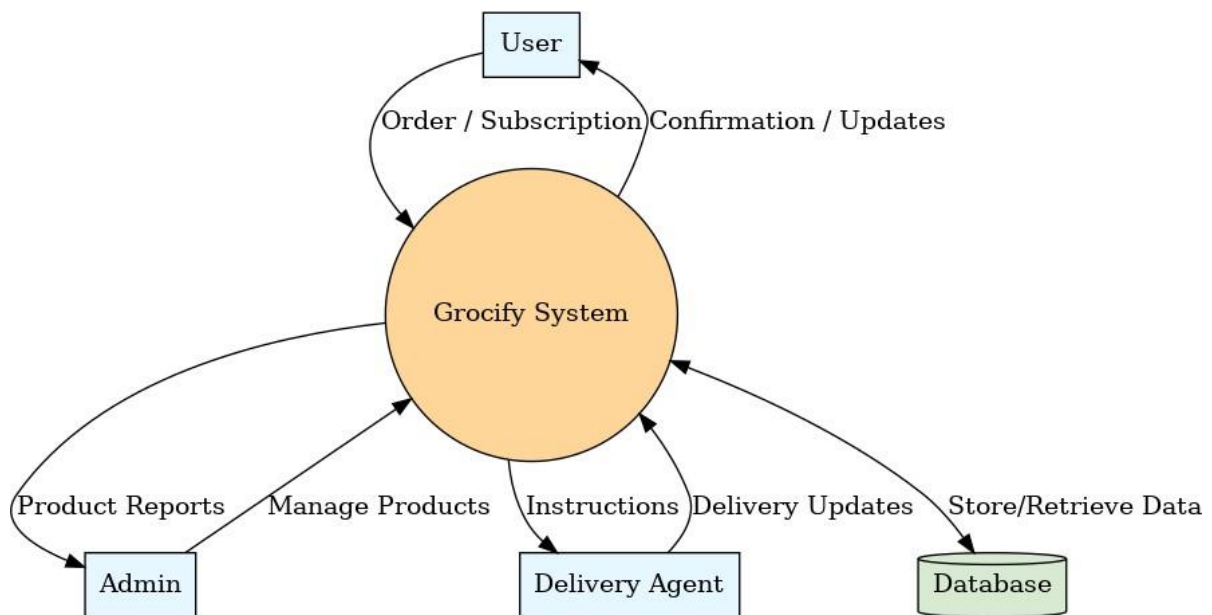 User
Order / Subscription
Confirmation / Updates
Grocify System
Product Reports
Manage Products
Instructions
Delivery Updates
Store/Retrieve Data
Admin
Delivery Agent
Database